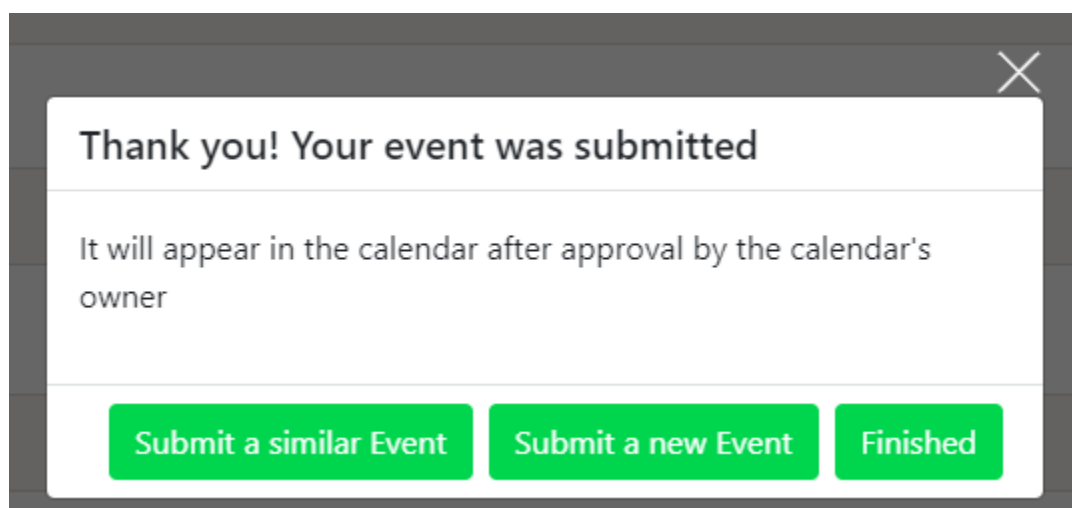 Thank you! Your event was submitted
It will appear in the calendar after approval by the calendar's
owner
Submit a similar Event
Submit a new Event
Finished